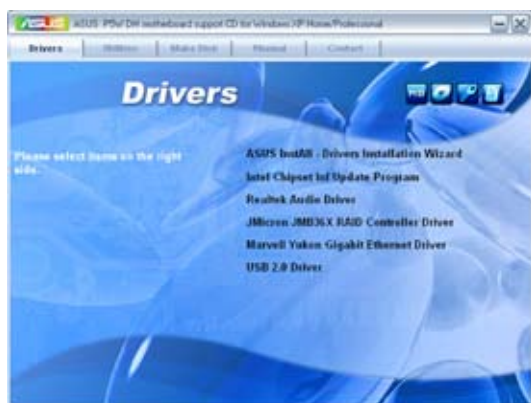 ASUS ASUS P5W DH motherboard support CD for Windows XP Home/Professional
Drivers Utilities Make Disk Manual Contact
Drivers
Please select items on the right
side.
ASUS InstAll - Drivers Installation Wizard
Intel Chipset Inf Update Program
Realtek Audio Driver
JMicron JMB36X RAID Controller Driver
Marvell Yukon Gigabit Ethernet Driver
USB 2.0 Driver